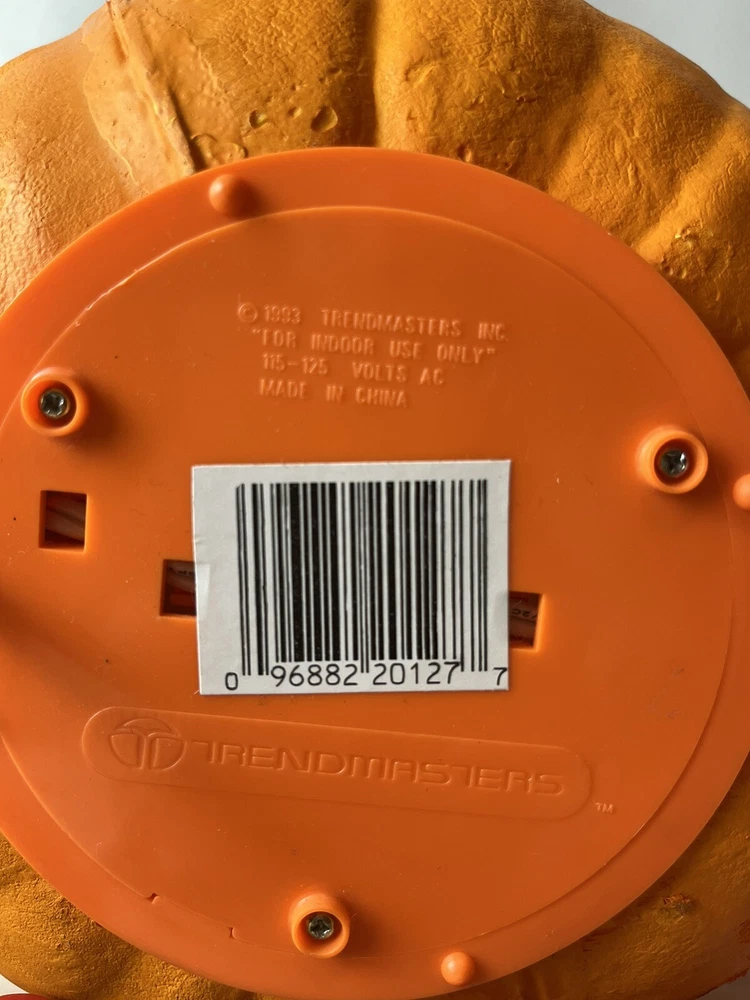 © 1993 TRENDMASTERS INC.
"FOR INDOOR USE ONLY"
115-125 VOLTS AC
MADE IN CHINA
0 96882 20127 7
TRENDMASTERS
TM